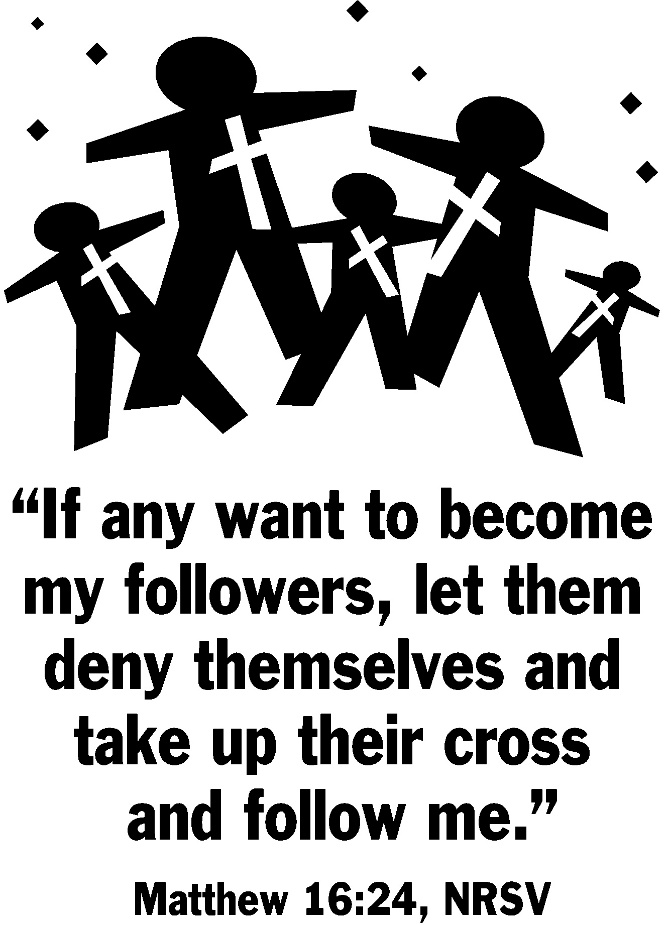 “If any want to become
my followers, let them
deny themselves and
take up their cross
and follow me.”
Matthew 16:24, NRSV